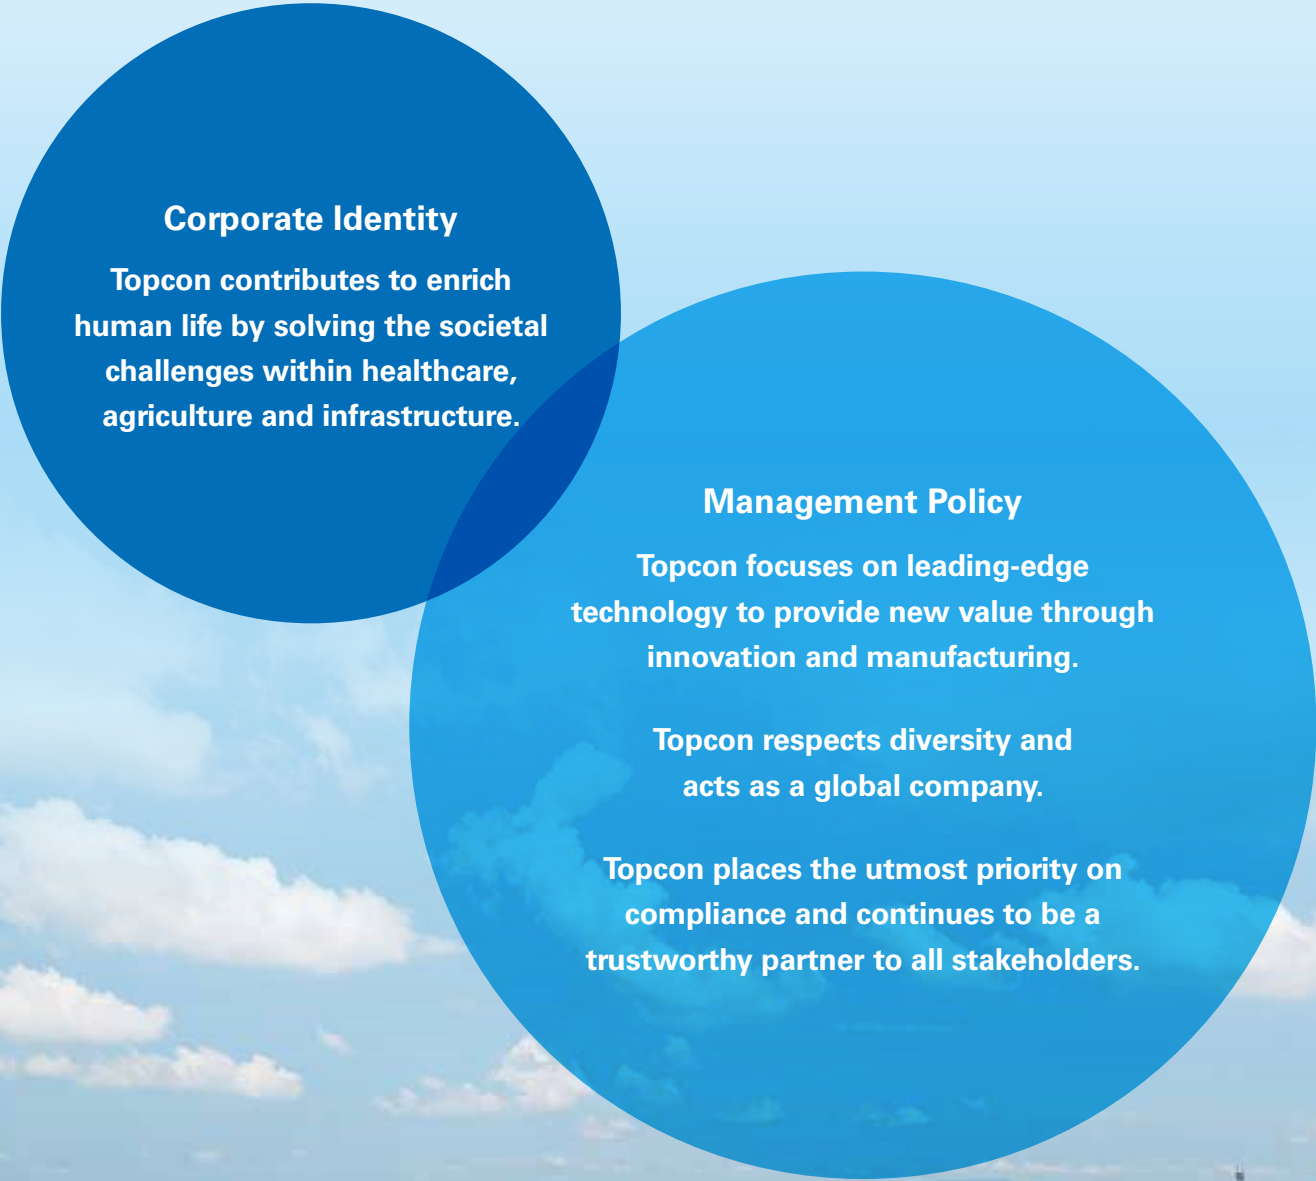 Corporate Identity
Topcon contributes to enrich
human life by solving the societal
challenges within healthcare,
agriculture and infrastructure.
Management Policy
Topcon focuses on leading-edge
technology to provide new value through
innovation and manufacturing.
Topcon respects diversity and
acts as a global company.
Topcon places the utmost priority on
compliance and continues to be a
trustworthy partner to all stakeholders.